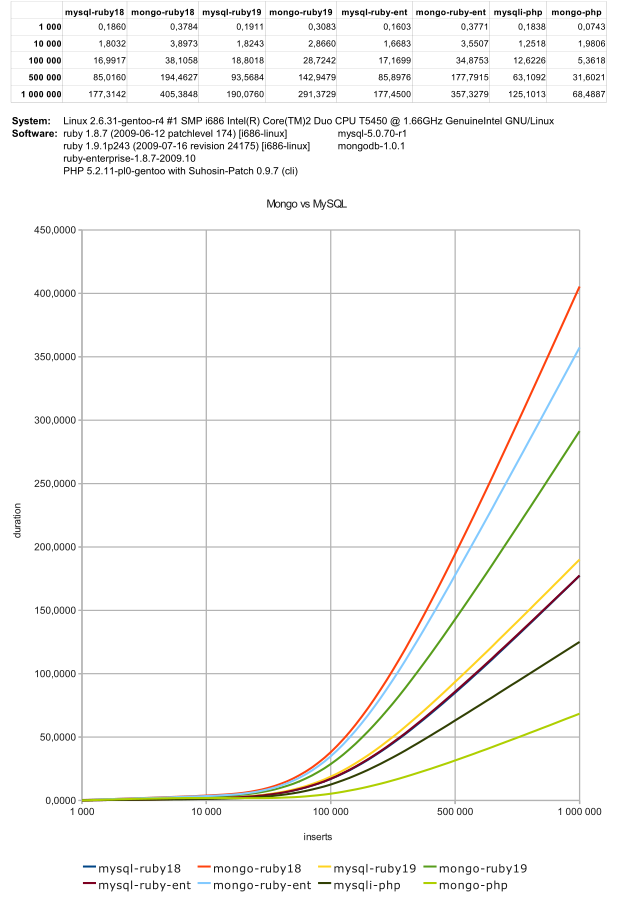 mysql-ruby18 mongo-ruby18 mysql-ruby19 mongo-ruby19 mysql-ruby-ent mongo-ruby-ent mysqli-php mongo-php
1 000 0,1860 0,3784 0,1911 0,3083 0,1603 0,3771 0,1838 0,0743
10 000 1,8032 3,8973 1,8243 2,8660 1,6683 3,5507 1,2518 1,9806
100 000 16,9917 38,1058 18,8018 28,7242 17,1699 34,8753 12,6226 5,3618
500 000 85,0160 194,4627 93,5684 142,9479 85,8976 177,7915 63,1092 31,6021
1 000 000 177,3142 405,3848 190,0760 291,3729 177,4500 357,3279 125,1013 68,4887
System: Linux 2.6.31-gentoo-r4 #1 SMP i686 Intel(R) Core(TM)2 Duo CPU T5450 @ 1.66GHz GenuineIntel GNU/Linux
Software: ruby 1.8.7 (2009-06-12 patchlevel 174) [i686-linux] mysql-5.0.70-r1
ruby 1.9.1p243 (2009-07-16 revision 24175) [i686-linux] mongodb-1.0.1
ruby-enterprise-1.8.7-2009.10
PHP 5.2.11-pl0-gentoo with Suhosin-Patch 0.9.7 (cli)
Mongo vs MySQL
450,0000
400,0000
350,0000
300,0000
250,0000
200,0000
150,0000
100,0000
50,0000
0,0000
duration
1 000 10 000 100 000 500 000 1 000 000
inserts
mysql-ruby18 mongo-ruby18 mysql-ruby19 mongo-ruby19
mysql-ruby-ent mongo-ruby-ent mysqli-php mongo-php